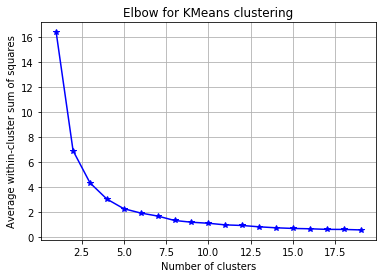 Elbow for KMeans clustering
Average within-cluster sum of squares
16
14
12
10
8
6
4
2
0
2.5 5.0 7.5 10.0 12.5 15.0 17.5
Number of clusters